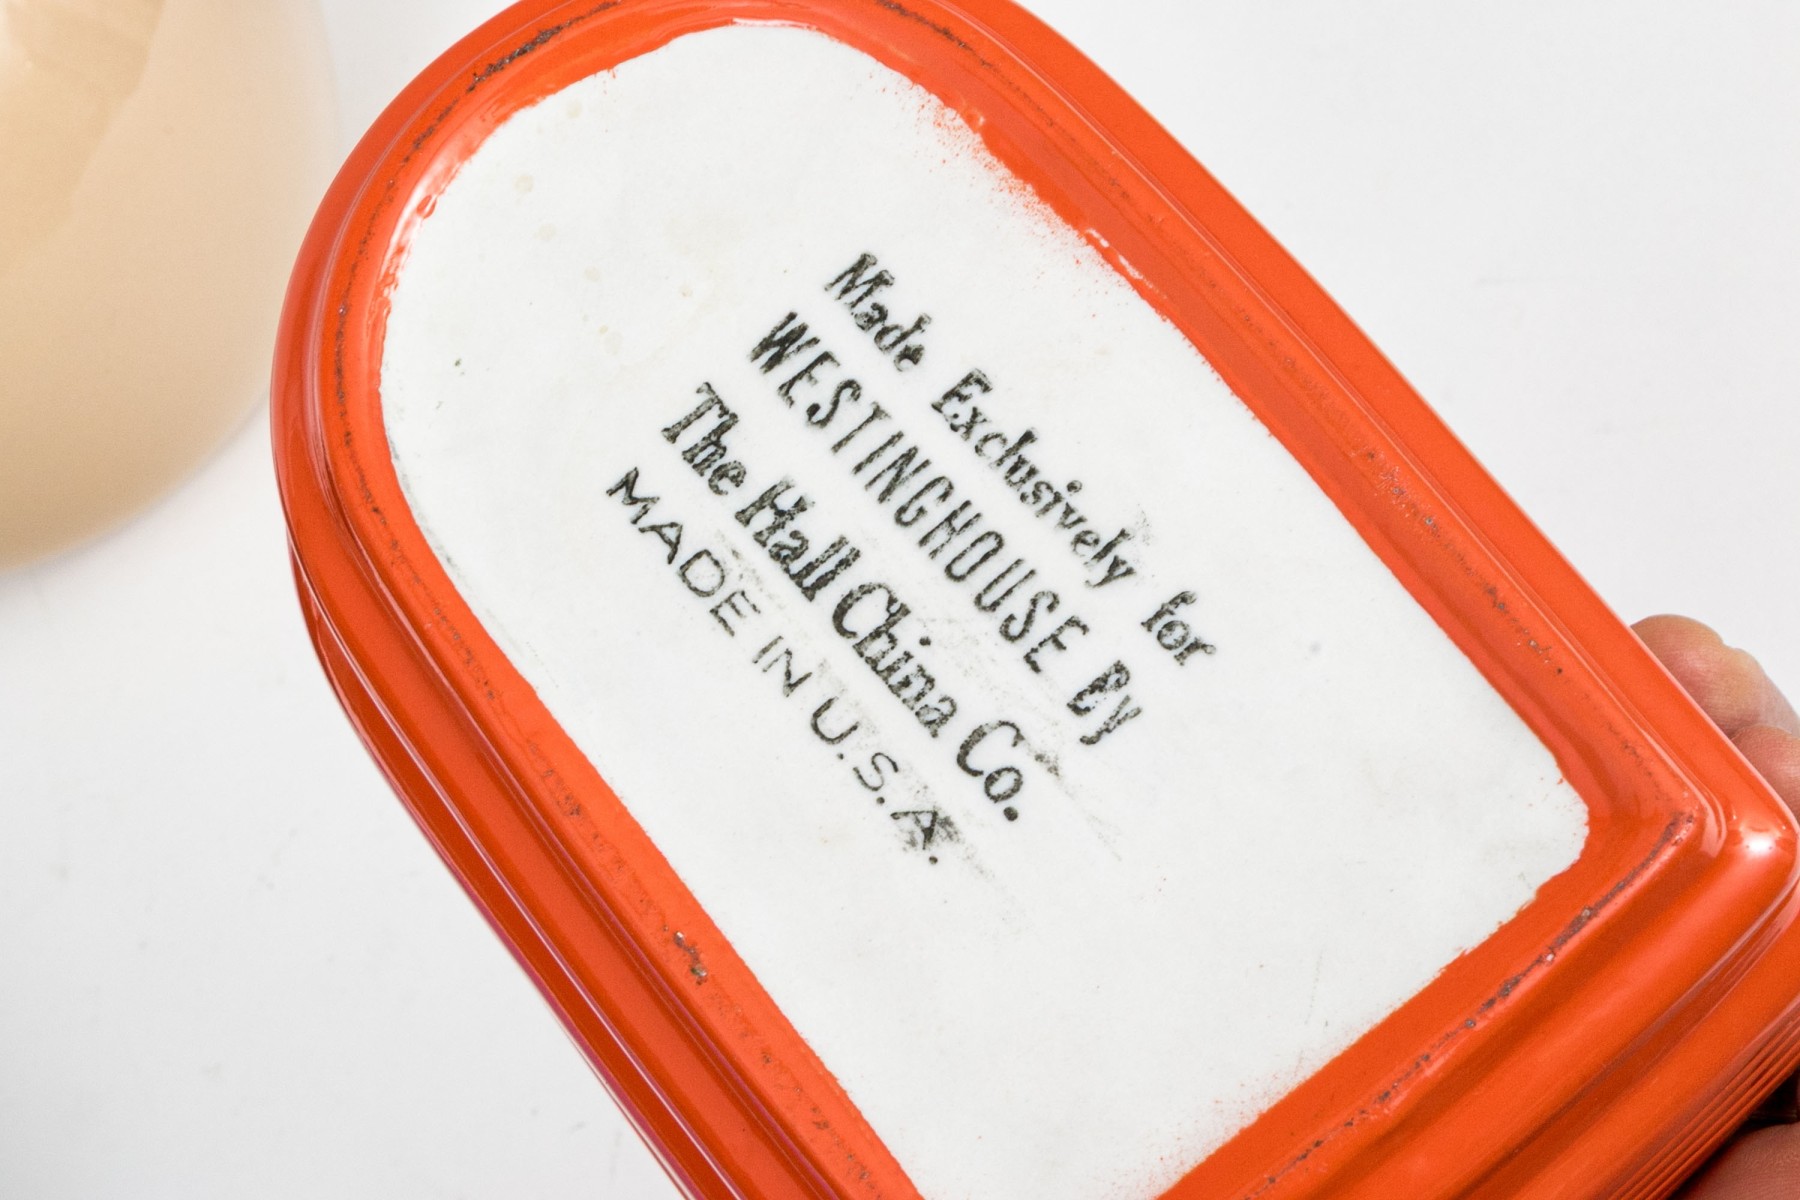 Made Exclusively for
WESTINGHOUSE By
The Hall China Co.
MADE IN U.S.A.